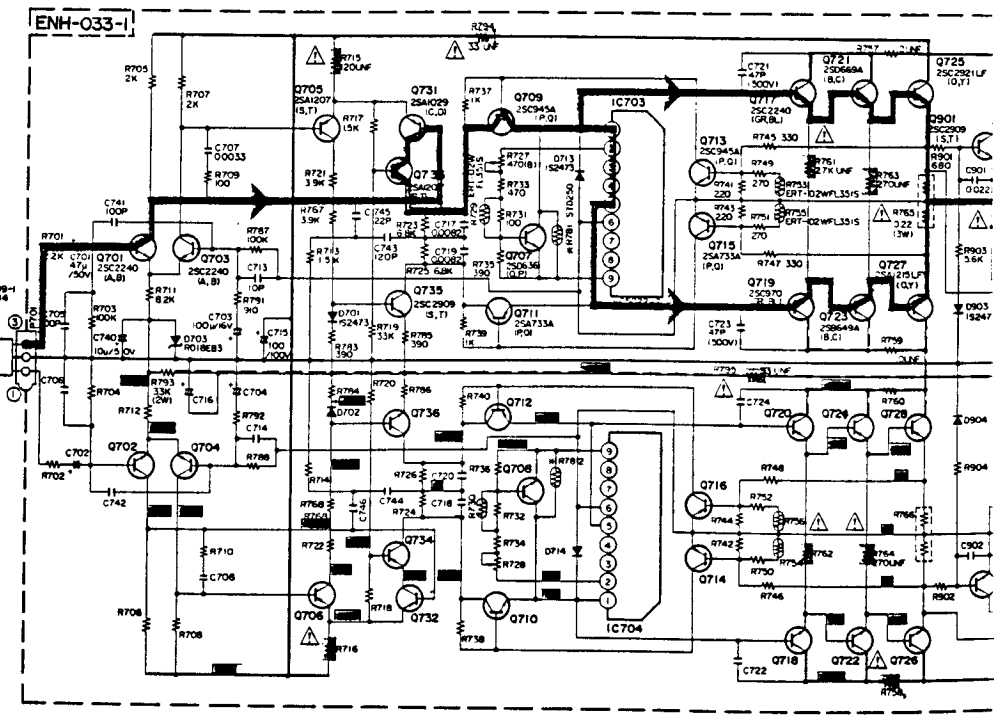 ENH-033-1
R794
33 UNF
R715
120UNF
Q705
2SA1207
(S,T)
Q731
2SA1029
(C,D)
R737
1K
Q709
2SC945A
(P,Q)
IC703
C721
47P
(500V)
R757
Q721
2SD669A
(B,C)
Q725
2SC2921LF
(O,Y)
R705
2K
R707
2K
R717
1.5K
Q717
2SC2240
(GR,BL)
Q901
2SC2909
(S,T)
C707
0.0033
R709
100
R721
3.9K
R727
R733
470
R731
100
R729
D713
1S2473
STD250
Q713
2SC945A
(P,Q)
R745 330
R749
270
R741
220
R743
220
R751
270
R753
ERT-D2WFL351S
R755
ERT-D2WFL351S
R761
27K UNF
R763
270UNF
R765
0.22
(3W)
R901
680
C901
C741
100P
R767
3.9K
C745
22P
R723
6.8K
C717
0.0082
C743
120P
C719
0.0082
R725
6.8K
R735
390
Q707
2SD636
(Q,R)
R781
R701
2.2K
C701
47μ
/50V
Q701
2SC2240
(A,B)
Q703
2SC2240
(A,B)
R787
100K
C713
10P
R713
1.5K
Q715
2SA733A
(P,Q)
R747 330
Q719
2SC970
Q727
2SA1215LF
(O,Y)
R903
5.6K
R711
8.2K
R791
910
Q735
2SC2909
(S,T)
R703
100K
C703
100μ/16V
D701
1S2473
R719
33K
R785
390
R739
1K
Q711
2SA733A
(P,Q)
C723
47P
(500V)
Q723
2SB649A
(B,C)
D903
1S247
C705
C740
10μ/50V
D703
RD18EB3
C715
100
/100V
R783
390
R759
C706
R704
R793
33K
(2W)
C716
C704
R784
R720
R786
R740
R795
C724
R760
R712
R792
C714
D702
Q736
Q712
Q720
Q724
Q728
D904
Q702
Q704
R788
C702
R702
C742
R714
R726
C720
R736
Q708
R7812
R748
R904
R768
C746
C744
R724
C718
R730
R732
Q716
R752
R744
R756
R766
R710
C708
R722
Q734
R734
R728
D714
R742
R754
R762
R764
270UNF
C902
Q706
R718
Q732
Q714
R750
R746
R902
R706
R708
R716
R738
Q710
IC704
C722
Q718
Q722
Q726
R758